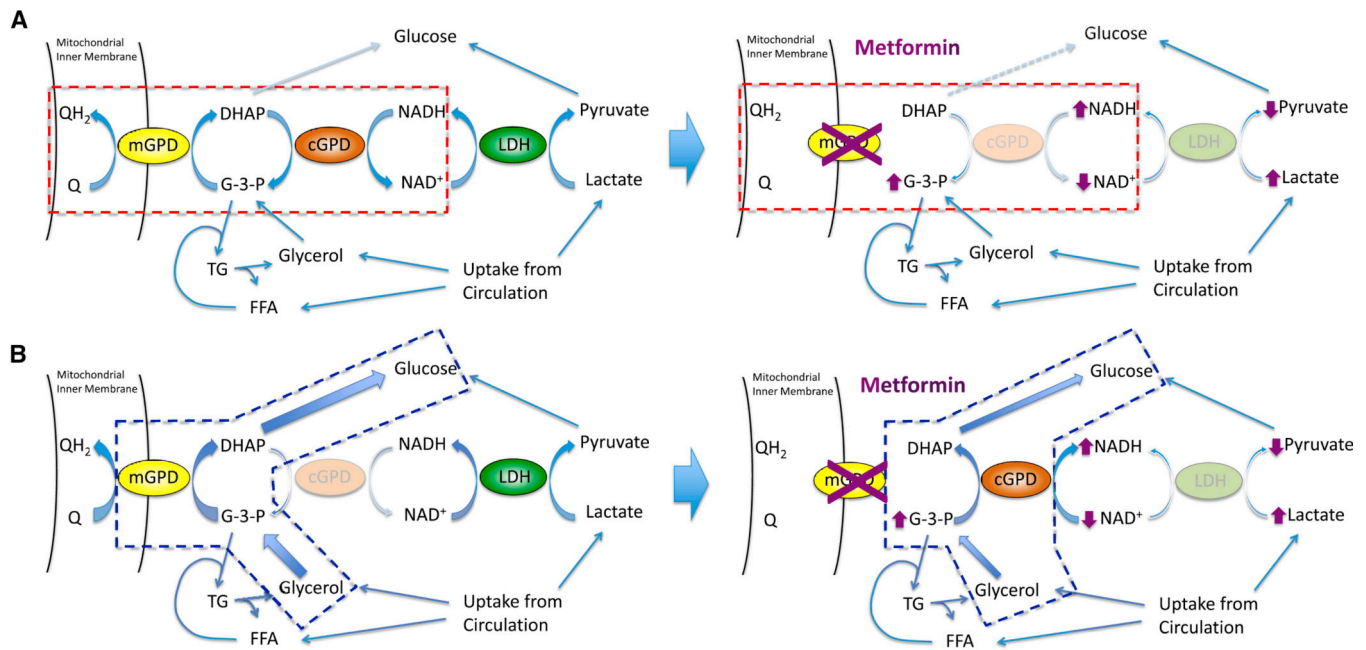 A
Mitochondrial
Inner Membrane
Glucose
QH2
DHAP
NADH
Pyruvate
mGPD
cGPD
LDH
Q
G-3-P
NAD+
Lactate
TG
Glycerol
FFA
Uptake from
Circulation
Mitochondrial
Inner Membrane
Metformin
Glucose
QH2
DHAP
NADH
Pyruvate
mGPD
cGPD
LDH
Q
G-3-P
NAD+
Lactate
TG
Glycerol
FFA
Uptake from
Circulation
B
Mitochondrial
Inner Membrane
Glucose
QH2
DHAP
NADH
Pyruvate
mGPD
cGPD
LDH
Q
G-3-P
NAD+
Lactate
TG
Glycerol
FFA
Uptake from
Circulation
Mitochondrial
Inner Membrane
Metformin
Glucose
QH2
DHAP
NADH
Pyruvate
mGPD
cGPD
LDH
Q
G-3-P
NAD+
Lactate
TG
Glycerol
FFA
Uptake from
Circulation